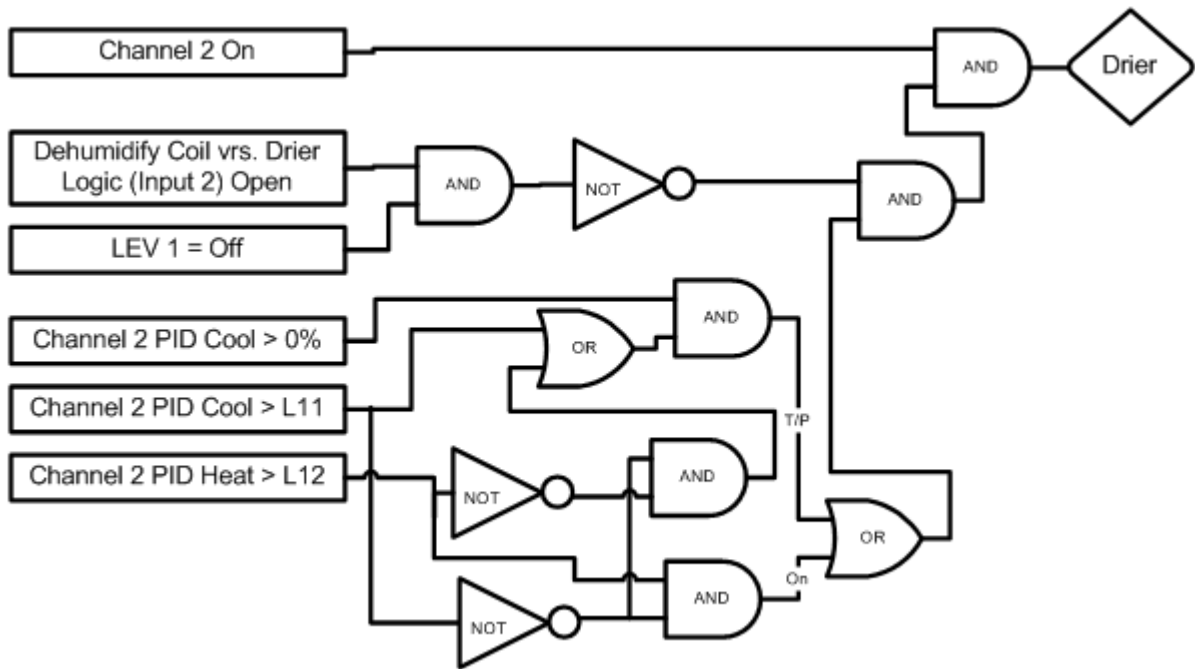 Channel 2 On
AND
Drier
Dehumidify Coil vrs. Drier
Logic (Input 2) Open
AND
NOT
AND
LEV 1 = Off
Channel 2 PID Cool > 0%
AND
OR
Channel 2 PID Cool > L11
T/P
Channel 2 PID Heat > L12
NOT
AND
OR
On
NOT
AND